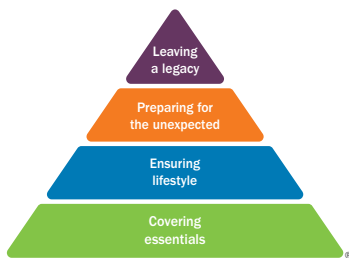 Leaving
a legacy
Preparing for
the unexpected
Ensuring
lifestyle
Covering
essentials
®